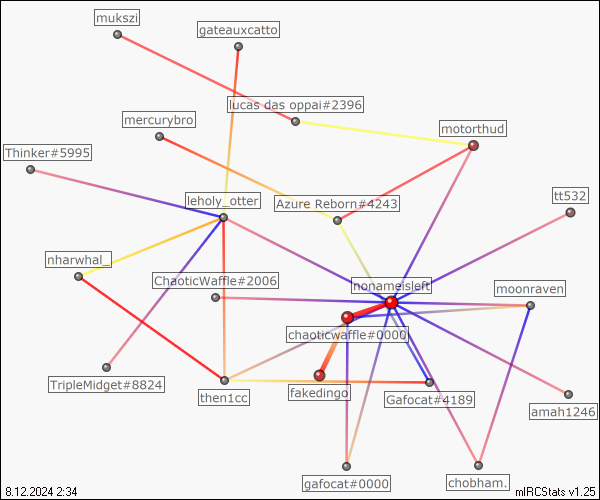 mukszi
gateauxcatto
lucas das oppai#2396
mercurybro
motorthud
Thinker#5995
leholy_otter
Azure Reborn#4243
tt532
nharwhal_
ChaoticWaffle#2006
nonameisleft
moonraven
chaoticwaffle#0000
TripleMidget#8824
then1cc
fakedingo
Gafocat#4189
amah1246
gafocat#0000
chobham.
8.12.2024 2:34
mIRCStats v1.25